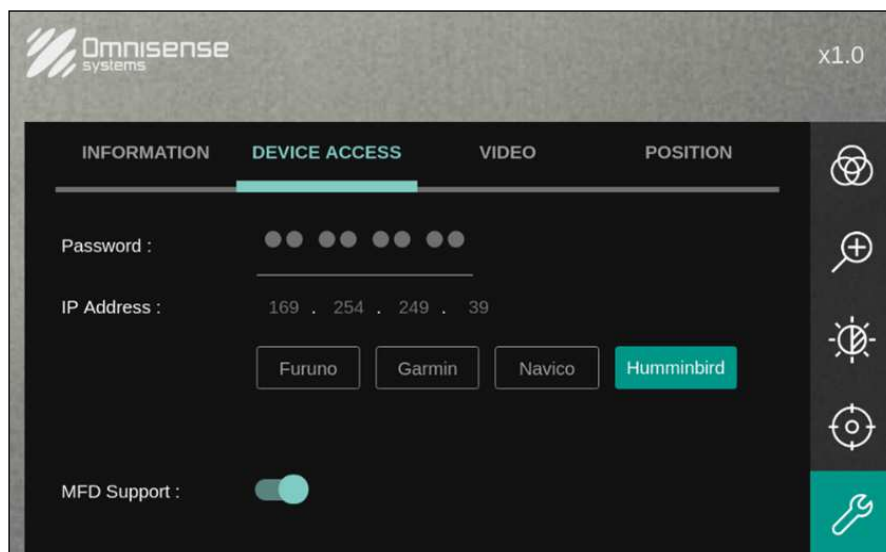 Omnisense
systems
x1.0
INFORMATION DEVICE ACCESS VIDEO POSITION
Password :
IP Address : 169 . 254 . 249 . 39
Furuno Garmin Navico Humminbird
MFD Support :